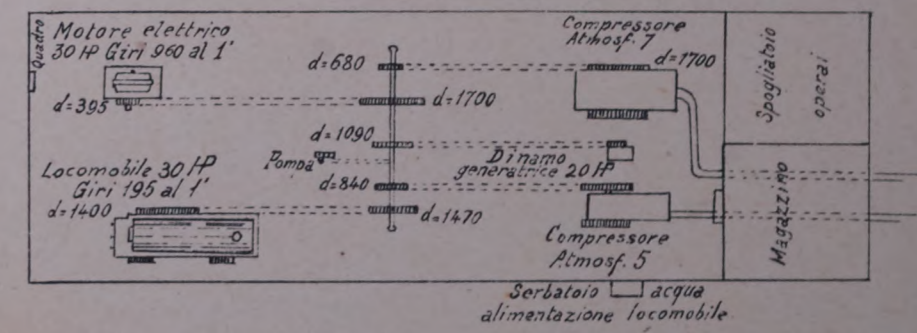 Quadro
Motore elettrico
30 HP Giri 960 al 1'
d=395
d=680
Compressore
Atmosf. 7
d=1700
d=1700
d=1090
Pompa
Dinamo
generatrice 20 HP
Locomobile 30 HP
Giri 195 al 1'
d=1400
d=840
d=1470
Compressore
Atmosf. 5
Spogliatoio
operai
Magazzino
Serbatoio acqua
alimentazione locomobile